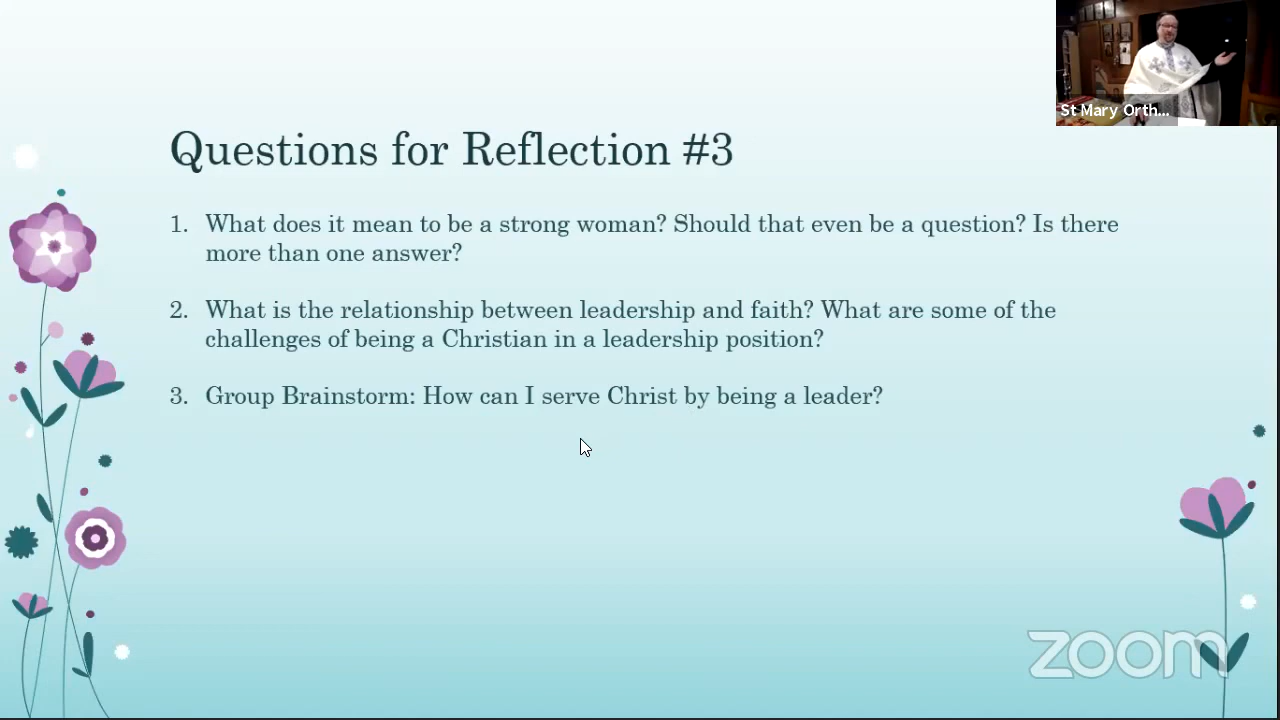 St Mary Orth...
Questions for Reflection #3
1. What does it mean to be a strong woman? Should that even be a question? Is there
more than one answer?
2. What is the relationship between leadership and faith? What are some of the
challenges of being a Christian in a leadership position?
3. Group Brainstorm: How can I serve Christ by being a leader?
zoom